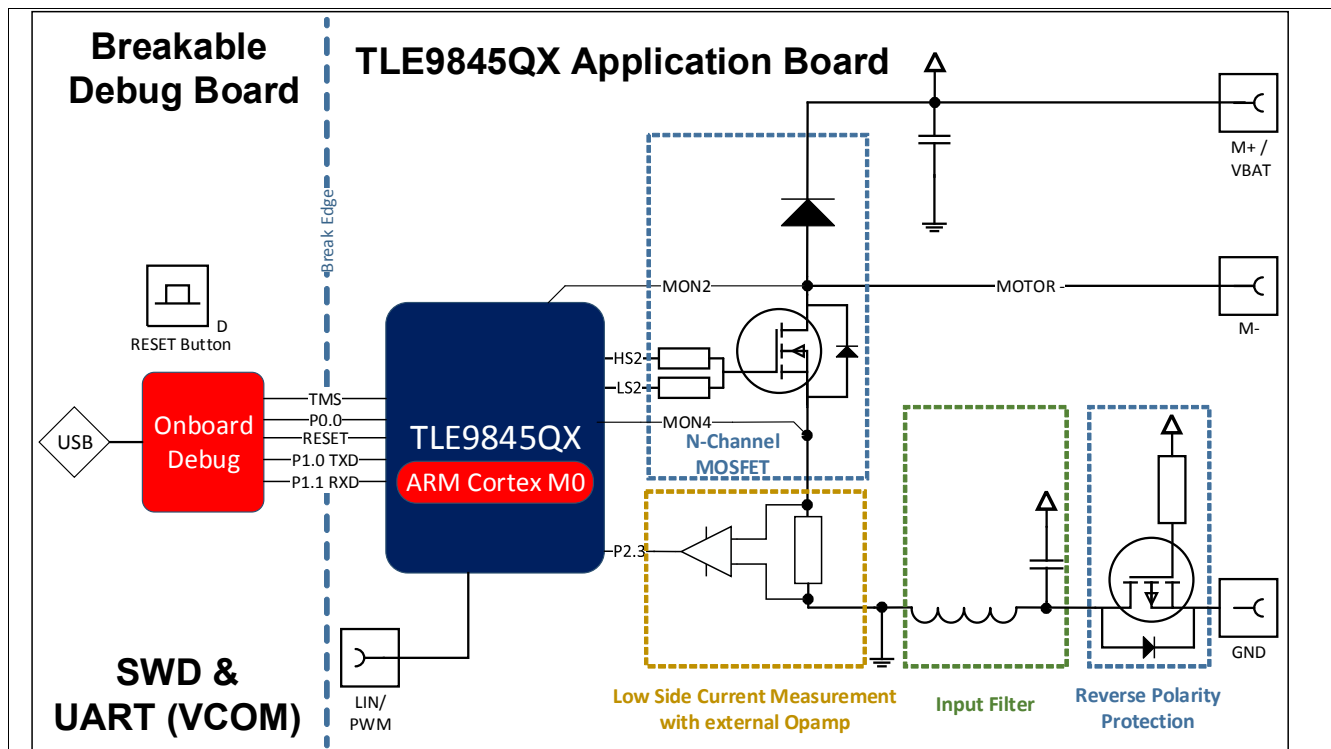 Breakable
Debug Board
TLE9845QX Application Board
M+ /
VBAT
Break Edge
MON2
MOTOR -
M-
D
RESET Button
HS2
LS2
TMS
P0.0
RESET
P1.0 TXD
P1.1 RXD
USB
Onboard
Debug
TLE9845QX
ARM Cortex M0
MON4
N-Channel
MOSFET
P2.3
GND
LIN/
PWM
Low Side Current Measurement
with external Opamp
Input Filter
Reverse Polarity
Protection
SWD &
UART (VCOM)